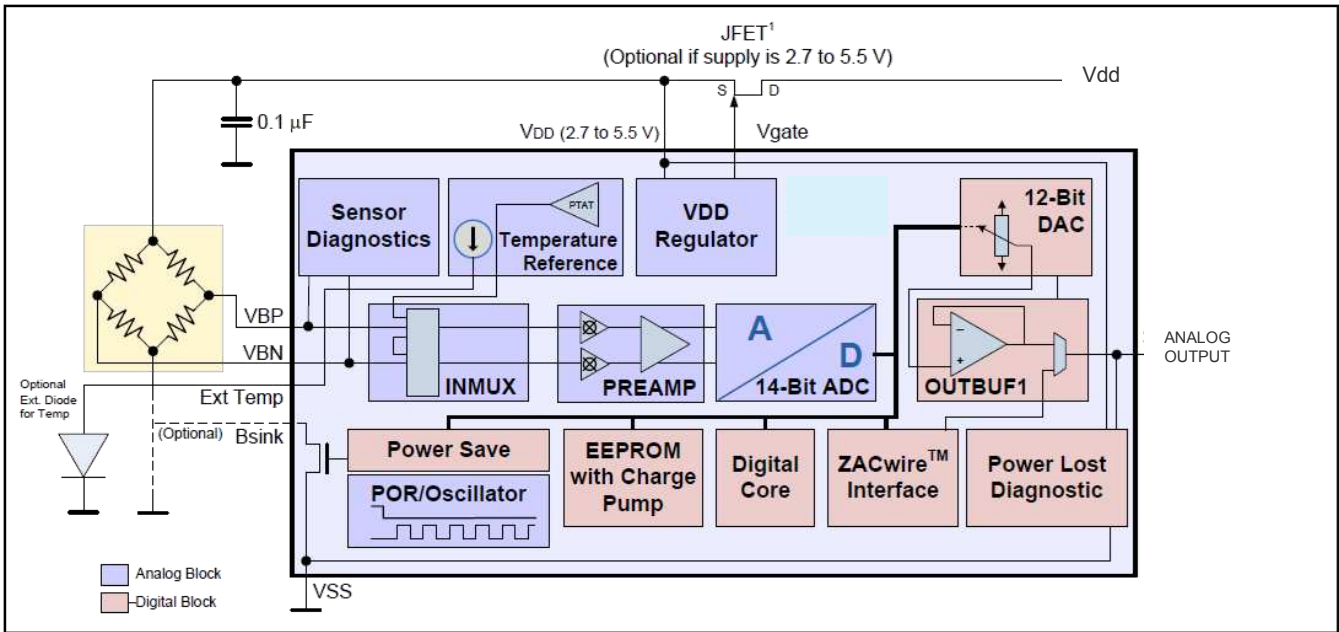 JFET1
(Optional if supply is 2.7 to 5.5 V)
Vdd
S D
0.1 µF
VDD (2.7 to 5.5 V)
Vgate
Sensor
Diagnostics
PTAT
Temperature
Reference
VDD
Regulator
12-Bit
DAC
VBP
VBN
INMUX
PREAMP
A
D
14-Bit ADC
–
+
OUTBUF1
ANALOG
OUTPUT
Optional
Ext. Diode
for Temp
Ext Temp
(Optional)
Bsink
Power Save
POR/Oscillator
EEPROM
with Charge
Pump
Digital
Core
ZACwireTM
Interface
Power Lost
Diagnostic
Analog Block
Digital Block
VSS